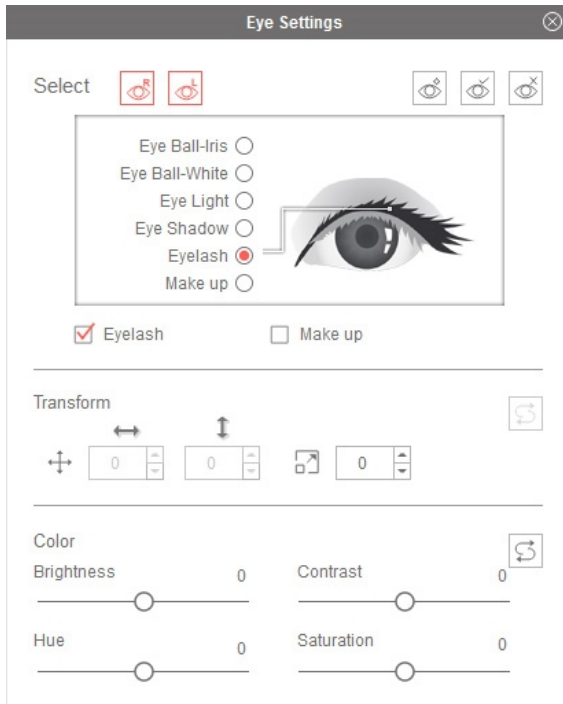 Eye Settings
Select R L
Eye Ball-Iris
Eye Ball-White
Eye Light
Eye Shadow
Eyelash
Make up
Eyelash Make up
Transform
0 0 0
Color
Brightness 0 Contrast 0
Hue 0 Saturation 0